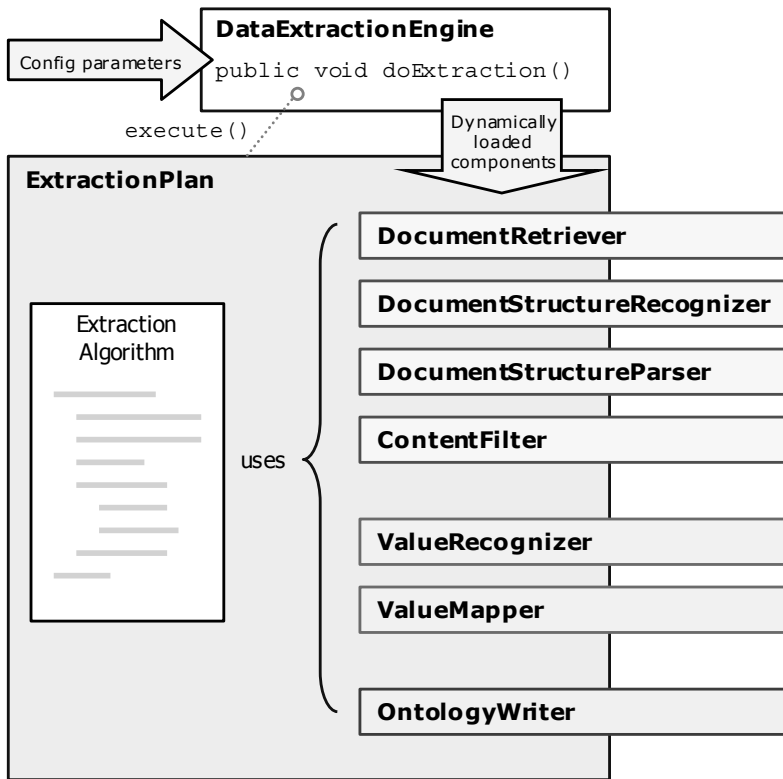 DataExtractionEngine
Config parameters
public void doExtraction()
execute()
Dynamically
loaded
components
ExtractionPlan
DocumentRetriever
DocumentStructureRecognizer
Extraction
Algorithm
DocumentStructureParser
ContentFilter
uses
ValueRecognizer
ValueMapper
OntologyWriter